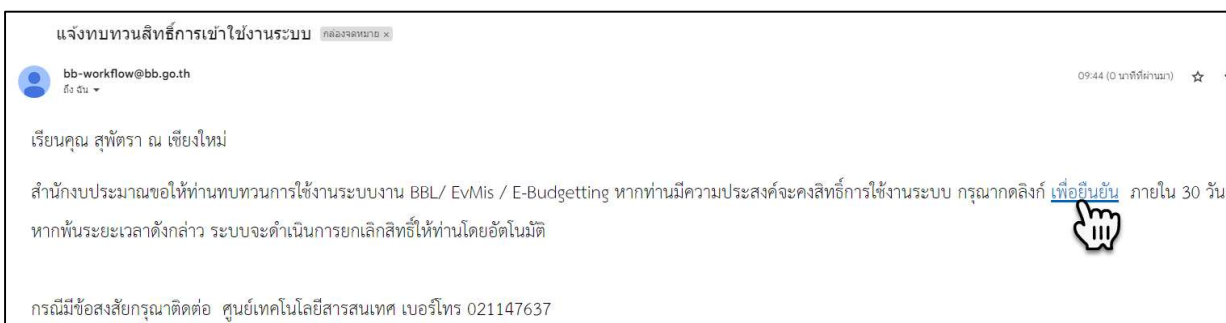 แจ้งทบทวนสิทธิ์การเข้าใช้งานระบบ กล่องจดหมาย ×
bb-workflow@bb.go.th 09:44 (0 นาทีที่ผ่านมา)
ถึง ฉัน
เรียนคุณ สุพัตรา ณ เชียงใหม่
สำนักงบประมาณขอให้ท่านทบทวนการใช้งานระบบงาน BBL/ EvMis / E-Budgetting หากท่านมีความประสงค์จะคงสิทธิ์การใช้งานระบบ กรุณากดลิงก์ เพื่อยืนยัน ภายใน 30 วัน
หากพ้นระยะเวลาดังกล่าว ระบบจะดำเนินการยกเลิกสิทธิ์ให้ท่านโดยอัตโนมัติ
กรณีมีข้อสงสัยกรุณาติดต่อ ศูนย์เทคโนโลยีสารสนเทศ เบอร์โทร 021147637